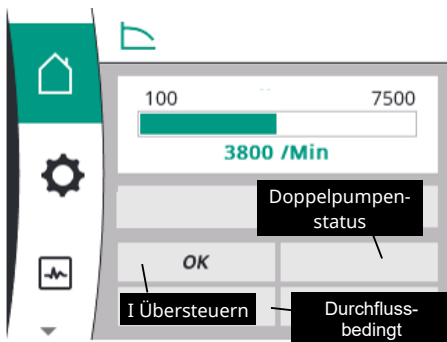 100 7500
3800 /Min
Doppelpumpen-
status
OK
I Übersteuern
Durchfluss-
bedingt